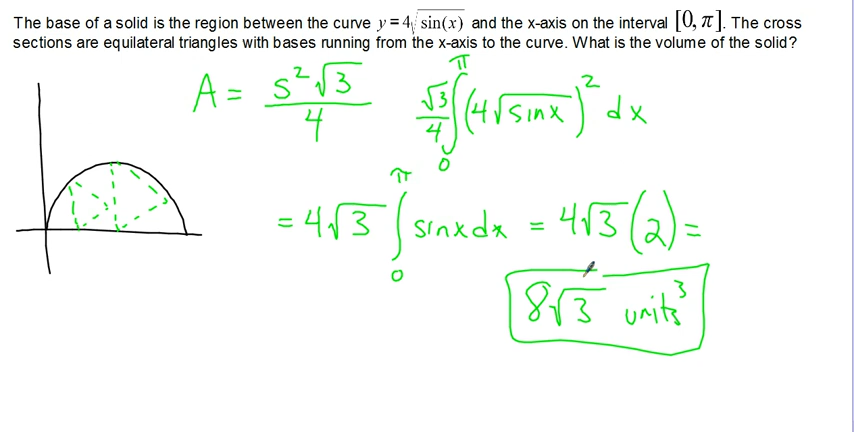 The base of a solid is the region between the curve y = 4√sin(x) and the x-axis on the interval [0, π]. The cross
sections are equilateral triangles with bases running from the x-axis to the curve. What is the volume of the solid?
A = s²√3/4 √3/4 ∫₀^π (4√sinx)² dx
= 4√3 ∫₀^π sinx dx = 4√3 (2) =
8√3 units³